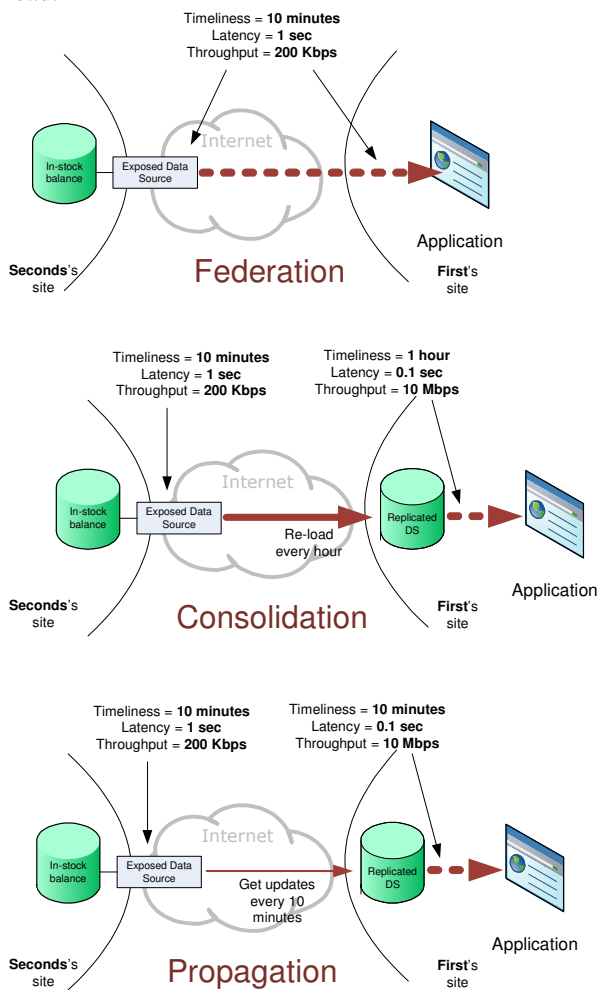 Timeliness = 10 minutes
Latency = 1 sec
Throughput = 200 Kbps
Internet
In-stock
balance
Exposed Data
Source
Application
Seconds's
site
Federation
First's
site
Timeliness = 10 minutes
Latency = 1 sec
Throughput = 200 Kbps
Timeliness = 1 hour
Latency = 0.1 sec
Throughput = 10 Mbps
Internet
In-stock
balance
Exposed Data
Source
Re-load
every hour
Replicated
DS
Application
Seconds's
site
Consolidation
First's
site
Timeliness = 10 minutes
Latency = 1 sec
Throughput = 200 Kbps
Timeliness = 10 minutes
Latency = 0.1 sec
Throughput = 10 Mbps
Internet
In-stock
balance
Exposed Data
Source
Get updates
every 10
minutes
Replicated
DS
Application
Seconds's
site
Propagation
First's
site